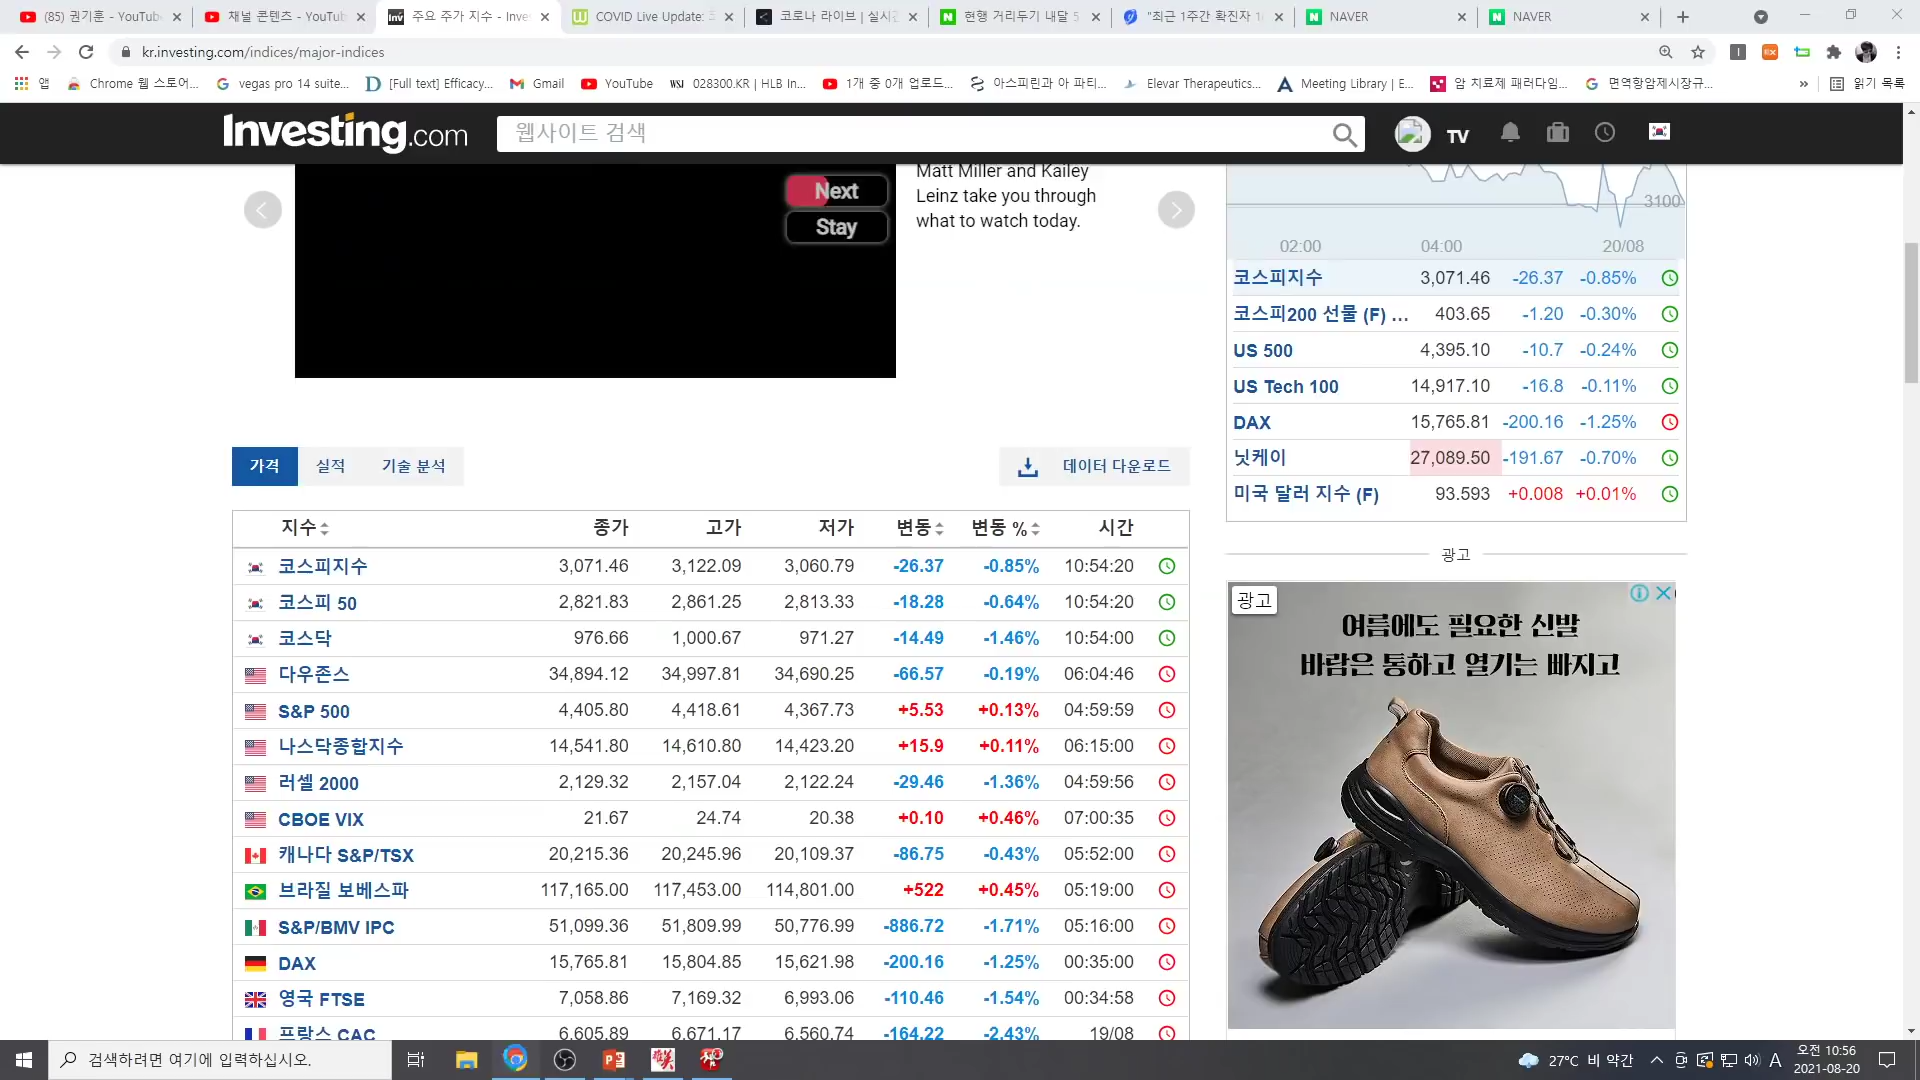 (85) 권기훈 - YouTub
채널 콘텐츠 - YouTub
주요 주가 지수 - Inve
COVID Live Update:
코로나 라이브 | 실시간
현행 거리두기 내달 5
"최근 1주간 확진자 1
NAVER
NAVER
kr.investing.com/indices/major-indices
앱
Chrome 웹 스토어...
vegas pro 14 suite...
[Full text] Efficacy...
Gmail
YouTube
WSJ 028300.KR | HLB In...
1개 중 0개 업로드...
아스피린과 아 파티...
Elevar Therapeutics...
Meeting Library | E...
암 치료제 패러다임...
면역항암제시장규...
»
읽기 목록
Investing.com
웹사이트 검색
TV
Next
Stay
Matt Miller and Kailey
Leinz take you through
what to watch today.
3100
02:00 04:00 20/08
코스피지수 3,071.46 -26.37 -0.85%
코스피200 선물 (F) ... 403.65 -1.20 -0.30%
US 500 4,395.10 -10.7 -0.24%
US Tech 100 14,917.10 -16.8 -0.11%
DAX 15,765.81 -200.16 -1.25%
닛케이 27,089.50 -191.67 -0.70%
미국 달러 지수 (F) 93.593 +0.008 +0.01%
가격 실적 기술 분석
데이터 다운로드
지수 종가 고가 저가 변동 변동 % 시간
코스피지수 3,071.46 3,122.09 3,060.79 -26.37 -0.85% 10:54:20
코스피 50 2,821.83 2,861.25 2,813.33 -18.28 -0.64% 10:54:20
코스닥 976.66 1,000.67 971.27 -14.49 -1.46% 10:54:00
다우존스 34,894.12 34,997.81 34,690.25 -66.57 -0.19% 06:04:46
S&P 500 4,405.80 4,418.61 4,367.73 +5.53 +0.13% 04:59:59
나스닥종합지수 14,541.80 14,610.80 14,423.20 +15.9 +0.11% 06:15:00
러셀 2000 2,129.32 2,157.04 2,122.24 -29.46 -1.36% 04:59:56
CBOE VIX 21.67 24.74 20.38 +0.10 +0.46% 07:00:35
캐나다 S&P/TSX 20,215.36 20,245.96 20,109.37 -86.75 -0.43% 05:52:00
브라질 보베스파 117,165.00 117,453.00 114,801.00 +522 +0.45% 05:19:00
S&P/BMV IPC 51,099.36 51,809.99 50,776.99 -886.72 -1.71% 05:16:00
DAX 15,765.81 15,804.85 15,621.98 -200.16 -1.25% 00:35:00
영국 FTSE 7,058.86 7,169.32 6,993.06 -110.46 -1.54% 00:34:58
프랑스 CAC 6,605.89 6,671.17 6,560.74 -164.22 -2.43% 19/08
광고
광고
여름에도 필요한 신발
바람은 통하고 열기는 빠지고
검색하려면 여기에 입력하십시오.
27°C 비 약간
A
오전 10:56
2021-08-20